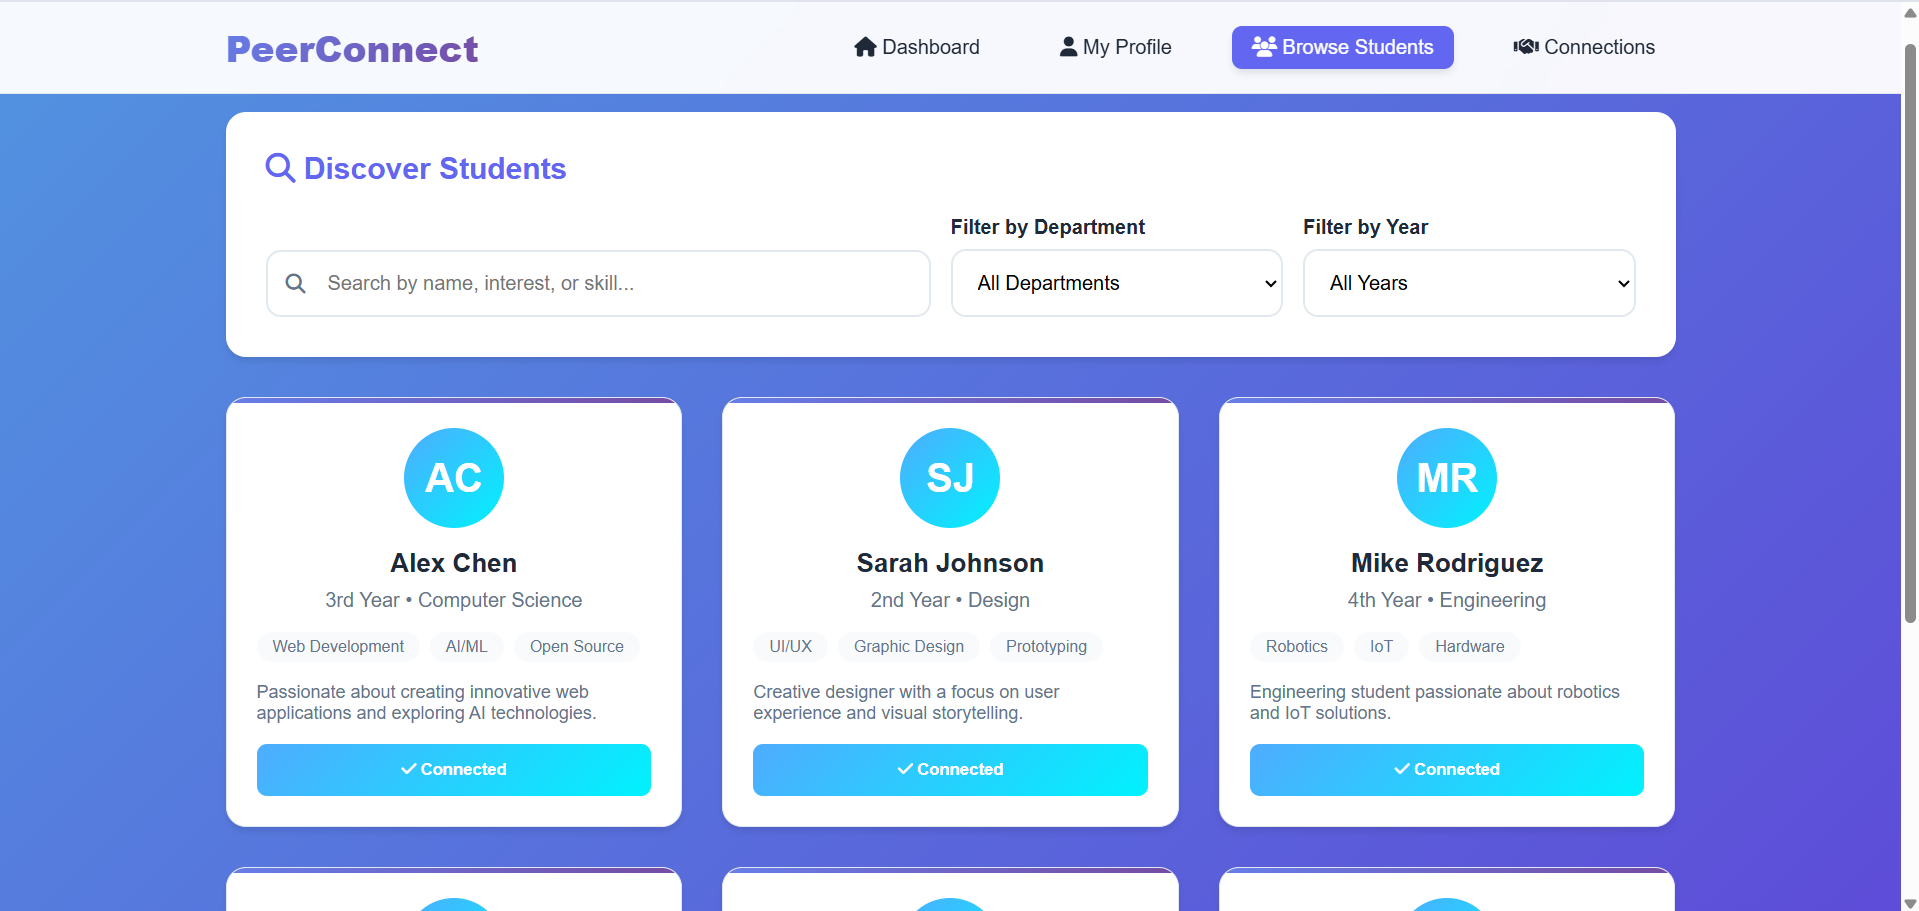 PeerConnect
Dashboard
My Profile
Browse Students
Connections
Discover Students
Filter by Department
Filter by Year
Search by name, interest, or skill...
All Departments
All Years
AC
Alex Chen
3rd Year • Computer Science
Web Development
AI/ML
Open Source
Passionate about creating innovative web
applications and exploring AI technologies.
Connected
SJ
Sarah Johnson
2nd Year • Design
UI/UX
Graphic Design
Prototyping
Creative designer with a focus on user
experience and visual storytelling.
Connected
MR
Mike Rodriguez
4th Year • Engineering
Robotics
IoT
Hardware
Engineering student passionate about robotics
and IoT solutions.
Connected